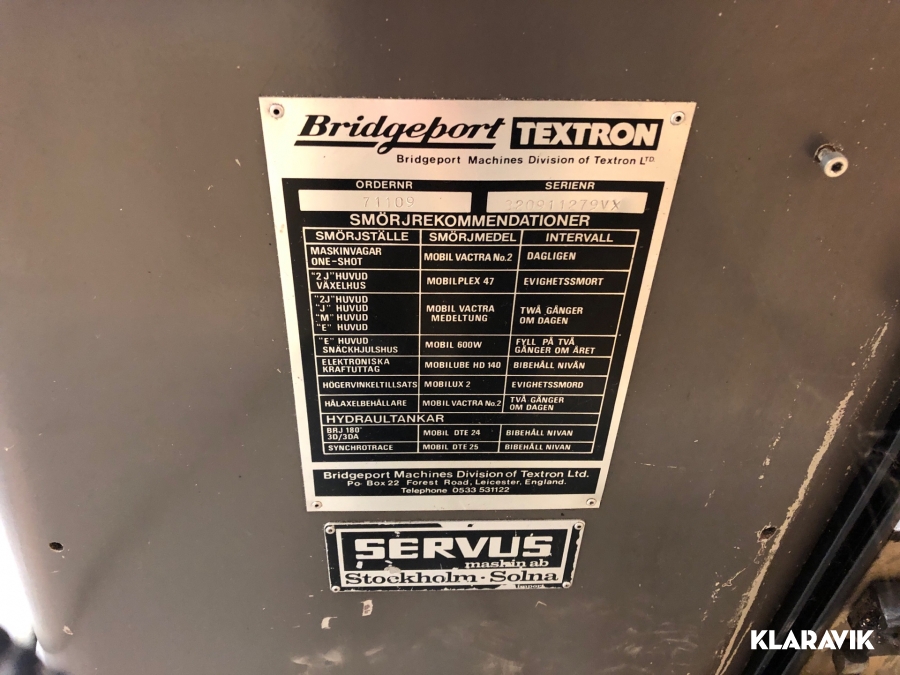 Bridgeport TEXTRON
Bridgeport Machines Division of Textron LTD.
ORDERNR SERIENR
71109
SMÖRJREKOMMENDATIONER
SMÖRJSTÄLLE SMÖRJMEDEL INTERVALL
MASKINVAGAR
ONE-SHOT
MOBIL VACTRA No.2 DAGLIGEN
"2 J" HUVUD
VÄXELHUS
MOBILPLEX 47 EVIGHETSSMORT
"2J" HUVUD
"J" HUVUD
"M" HUVUD
"E" HUVUD
MOBIL VACTRA
MEDELTUNG
TWÅ GÅNGER
OM DAGEN
"E" HUVUD
SNÄCKHJULSHUS
MOBIL 600W
FYLL PÅ TVÅ
GÅNGER OM ÅRET
ELEKTRONISKA
KRAFTUTTAG
MOBILUBE HD 140 BIBEHÅLL NIVÅN
HÖGERVINKELTILLSATS MOBILUX 2 EVIGHETSSMORD
HÅLAXELBEHÅLLARE MOBIL VACTRA No.2
TVÅ GÅNGER
OM DAGEN
HYDRAULTANKAR
BRJ 180°
3D/3DA
MOBIL DTE 24 BIBEHÅLL NIVAN
SYNCHROTRACE MOBIL DTE 25 BIBEHÅLL NIVAN
Bridgeport Machines Division of Textron Ltd.
Po. Box 22 Forest Road, Leicester, England.
Telephone 0533 531122
SERVUS
maskin ab
Stockholm · Solna
KLARAVIK